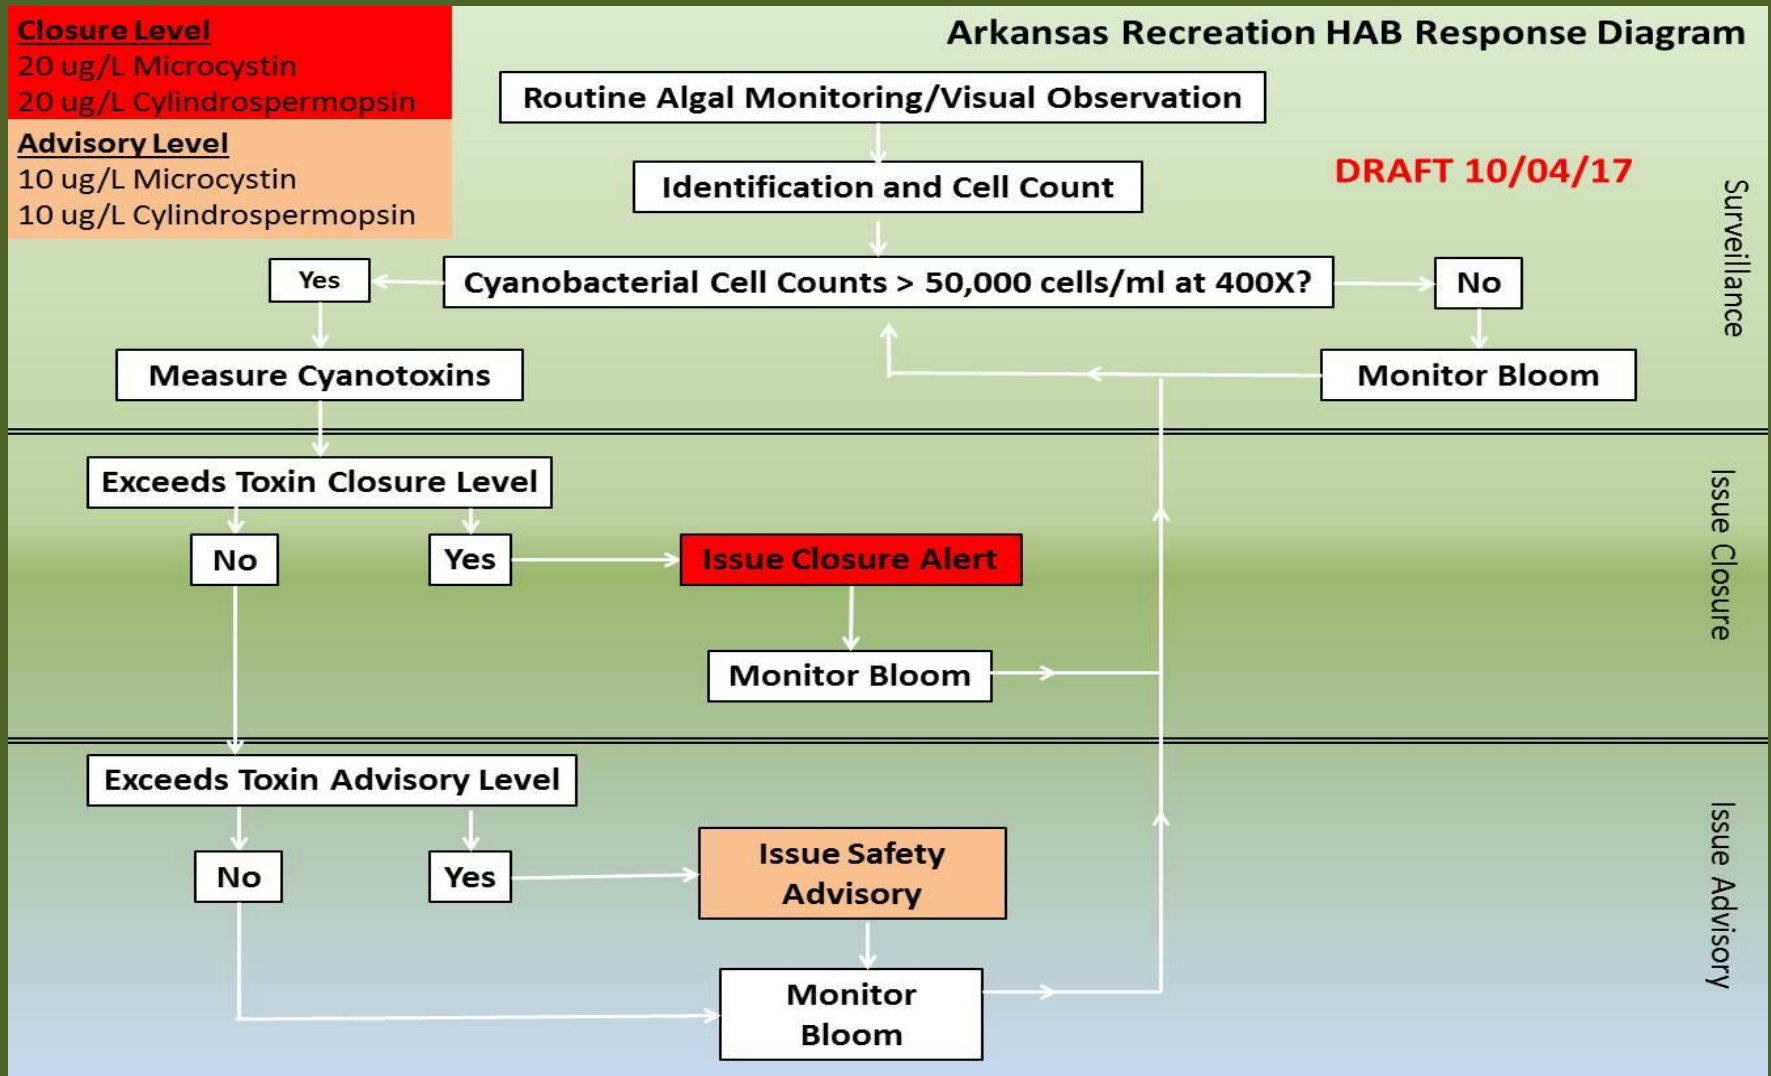 Closure Level
20 ug/L Microcystin
20 ug/L Cylindrospermopsin
Advisory Level
10 ug/L Microcystin
10 ug/L Cylindrospermopsin
Arkansas Recreation HAB Response Diagram
Routine Algal Monitoring/Visual Observation
DRAFT 10/04/17
Identification and Cell Count
Surveillance
Yes
Cyanobacterial Cell Counts > 50,000 cells/ml at 400X?
No
Measure Cyanotoxins
Monitor Bloom
Exceeds Toxin Closure Level
Issue Closure
No
Yes
Issue Closure Alert
Monitor Bloom
Exceeds Toxin Advisory Level
Issue Advisory
No
Yes
Issue Safety
Advisory
Monitor
Bloom